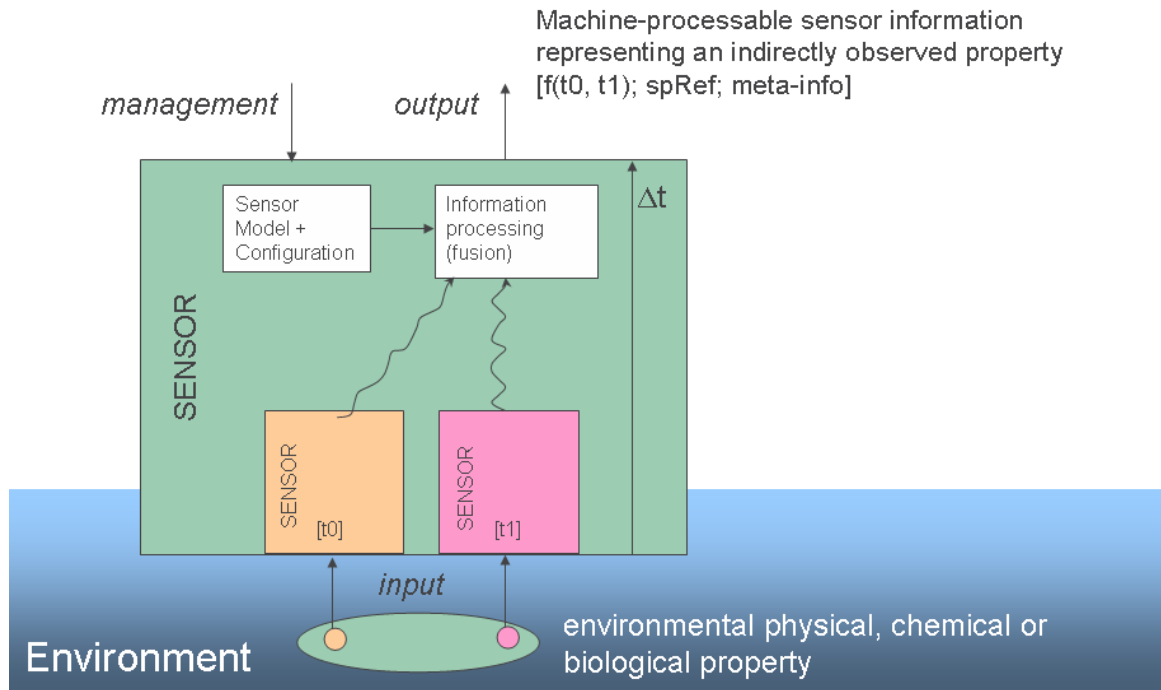 Machine-processable sensor information
representing an indirectly observed property
[f(t0, t1); spRef; meta-info]
management
output
Δt
Sensor
Model +
Configuration
Information
processing
(fusion)
SENSOR
SENSOR
[t0]
SENSOR
[t1]
input
environmental physical, chemical or
biological property
Environment